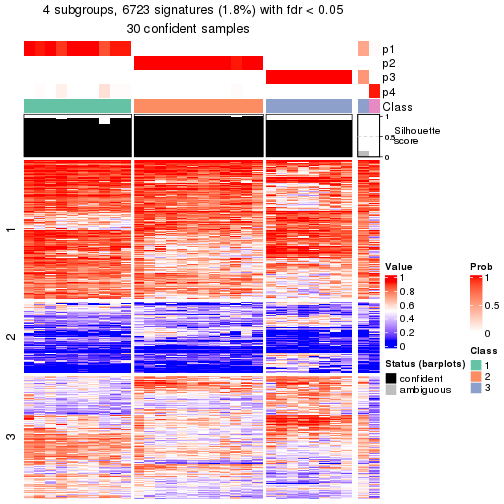 4 subgroups, 6723 signatures (1.8%) with fdr < 0.05
30 confident samples
p1
p2
p3
p4
Class
1
0.5
0
Silhouette
score
1
2
3
Value
1
0.8
0.6
0.4
0.2
0
Status (barplots)
confident
ambiguous
Prob
1
0.5
0
Class
1
2
3